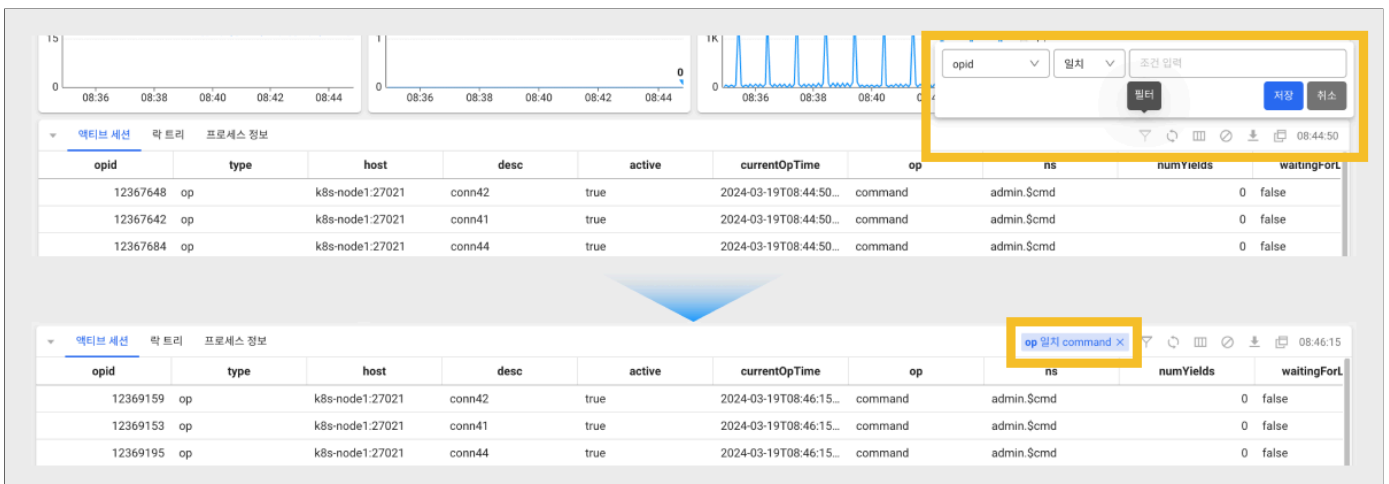 15 1 1K
0 0 0 0
08:36 08:38 08:40 08:42 08:44 08:36 08:38 08:40 08:42 08:44 08:36 08:38 08:40
opid 일치 조건 입력
필터 저장 취소
액티브 세션 락 트리 프로세스 정보 08:44:50
opid type host desc active currentOpTime op ns numYields waitingForL
12367648 op k8s-node1:27021 conn42 true 2024-03-19T08:44:50... command admin.$cmd 0 false
12367642 op k8s-node1:27021 conn41 true 2024-03-19T08:44:50... command admin.$cmd 0 false
12367684 op k8s-node1:27021 conn44 true 2024-03-19T08:44:50... command admin.$cmd 0 false
액티브 세션 락 트리 프로세스 정보 op 일치 command × 08:46:15
opid type host desc active currentOpTime op ns numYields waitingForL
12369159 op k8s-node1:27021 conn42 true 2024-03-19T08:46:15... command admin.$cmd 0 false
12369153 op k8s-node1:27021 conn41 true 2024-03-19T08:46:15... command admin.$cmd 0 false
12369195 op k8s-node1:27021 conn44 true 2024-03-19T08:46:15... command admin.$cmd 0 false